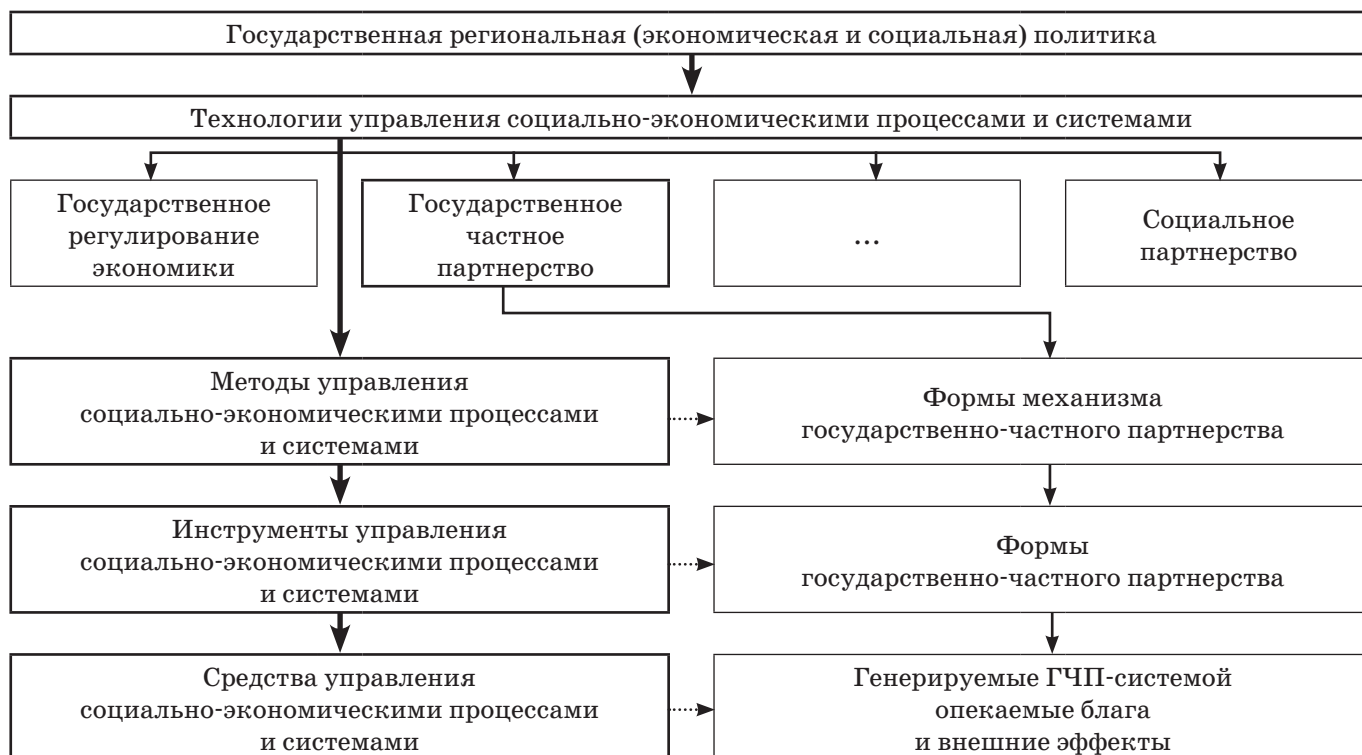 Государственная региональная (экономическая и социальная) политика
Технологии управления социально-экономическими процессами и системами
Государственное
регулирование
экономики
Государственное
частное
партнерство
...
Социальное
партнерство
Методы управления
социально-экономическими процессами
и системами
Формы механизма
государственно-частного партнерства
Инструменты управления
социально-экономическими процессами
и системами
Формы
государственно-частного партнерства
Средства управления
социально-экономическими процессами
и системами
Генерируемые ГЧП-системой
опекаемые блага
и внешние эффекты